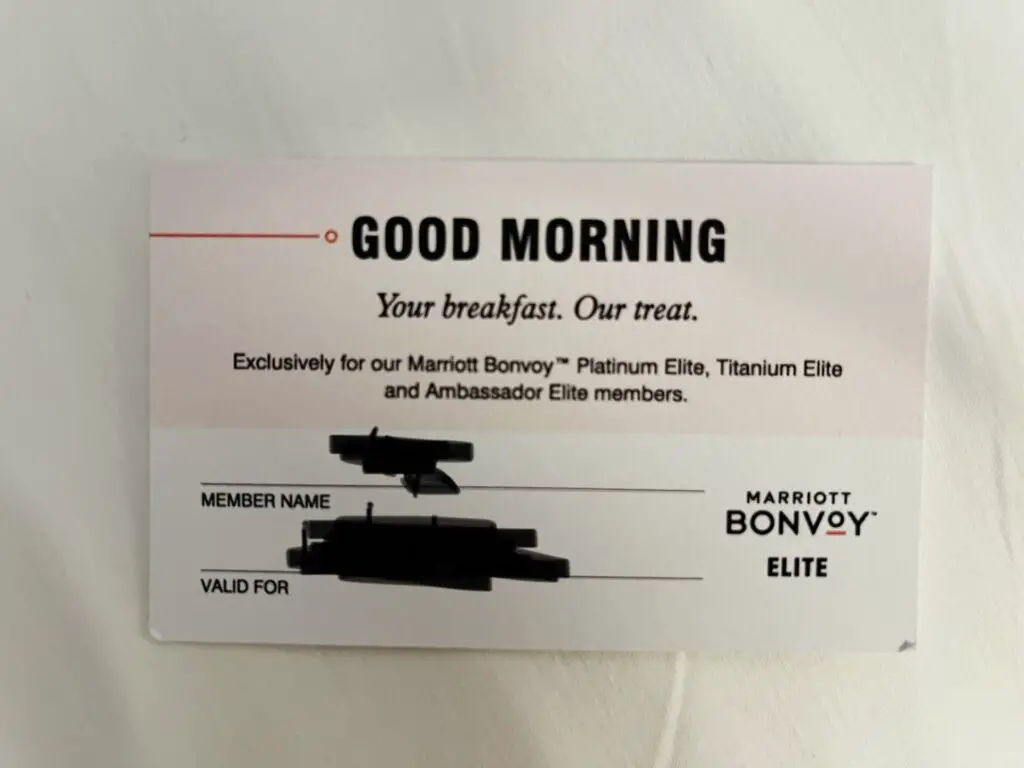 GOOD MORNING
Your breakfast. Our treat.
Exclusively for our Marriott Bonvoy™ Platinum Elite, Titanium Elite
and Ambassador Elite members.
MEMBER NAME
VALID FOR
MARRIOTT
BONVOY™
ELITE